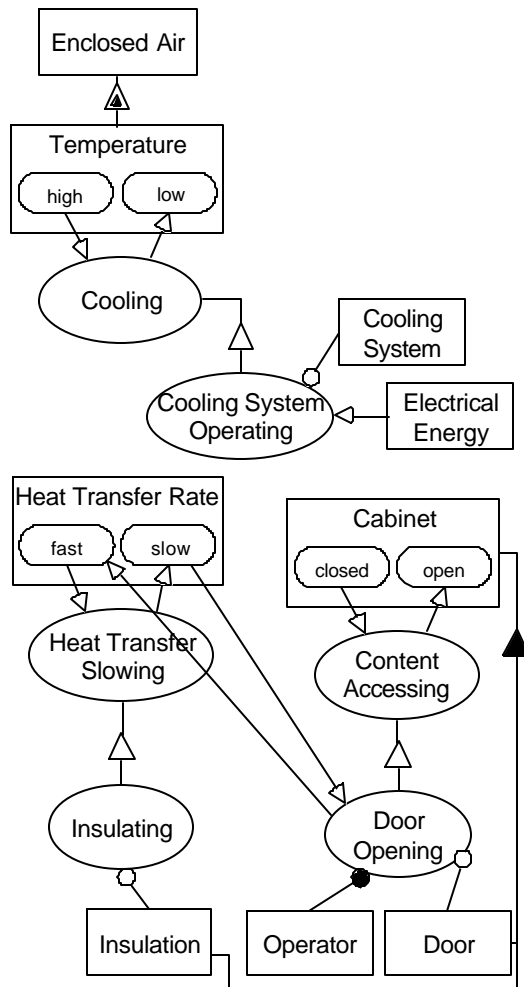 Enclosed Air
Temperature
high
low
Cooling
Cooling
System
Cooling System
Operating
Electrical
Energy
Heat Transfer Rate
fast
slow
Cabinet
closed
open
Heat Transfer
Slowing
Content
Accessing
Insulating
Door
Opening
Insulation
Operator
Door